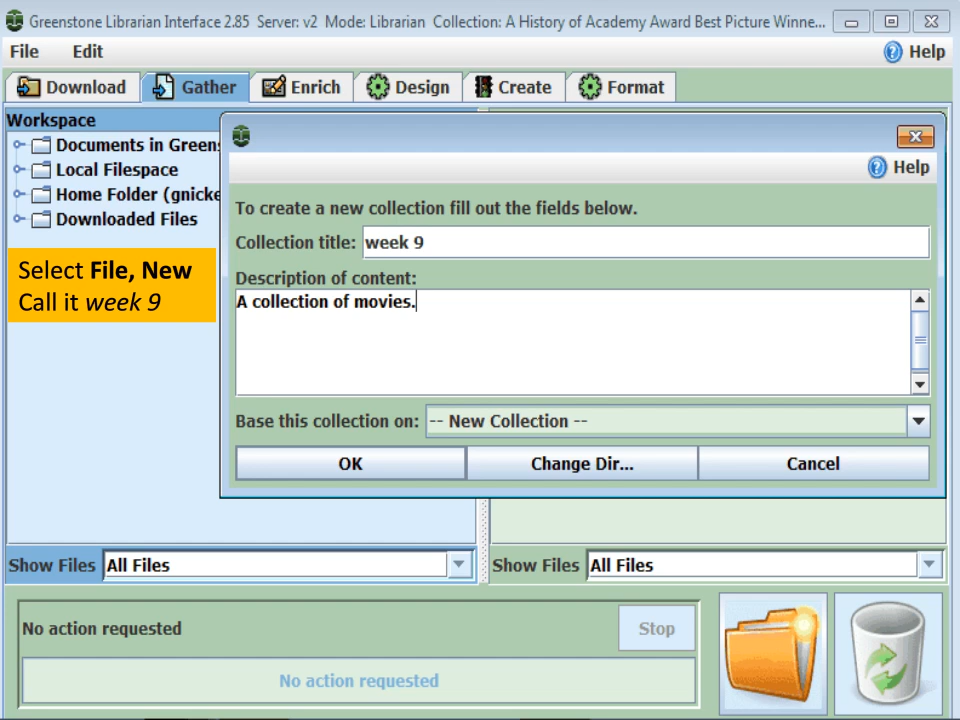 Greenstone Librarian Interface 2.85 Server: v2 Mode: Librarian Collection: A History of Academy Award Best Picture Winne...
File Edit Help
Download Gather Enrich Design Create Format
Workspace
Documents in Greens
Local Filespace
Home Folder (gnicke
Downloaded Files
Select File, New
Call it week 9
Help
To create a new collection fill out the fields below.
Collection title: week 9
Description of content:
A collection of movies.
Base this collection on: -- New Collection --
OK Change Dir... Cancel
Show Files All Files Show Files All Files
No action requested Stop
No action requested